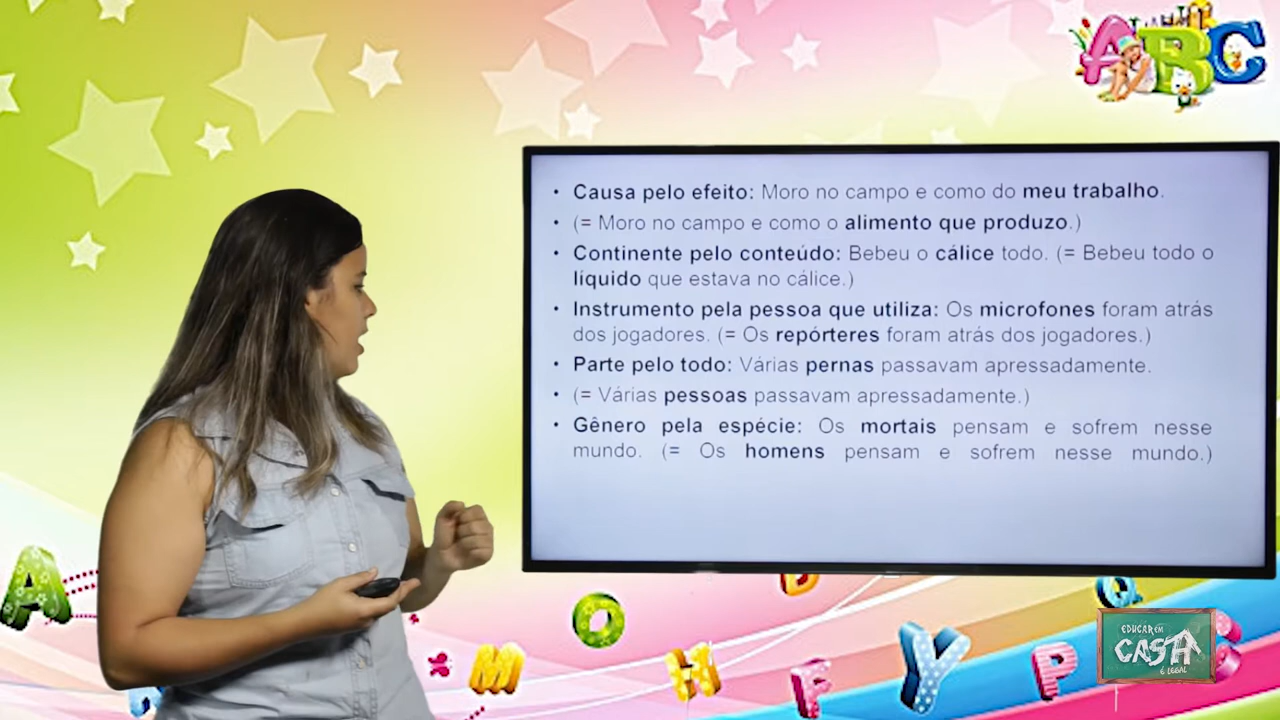 ABC
• Causa pelo efeito: Moro no campo e como do meu trabalho.
• (= Moro no campo e como o alimento que produzo.)
• Continente pelo conteúdo: Bebeu o cálice todo. (= Bebeu todo o
líquido que estava no cálice.)
• Instrumento pela pessoa que utiliza: Os microfones foram atrás
dos jogadores. (= Os repórteres foram atrás dos jogadores.)
• Parte pelo todo: Várias pernas passavam apressadamente.
• (= Várias pessoas passavam apressadamente.)
• Gênero pela espécie: Os mortais pensam e sofrem nesse
mundo. (= Os homens pensam e sofrem nesse mundo.)
A
O
M
H
F
Y
P
Q
EDUCAR EM
CASA
É LEGAL